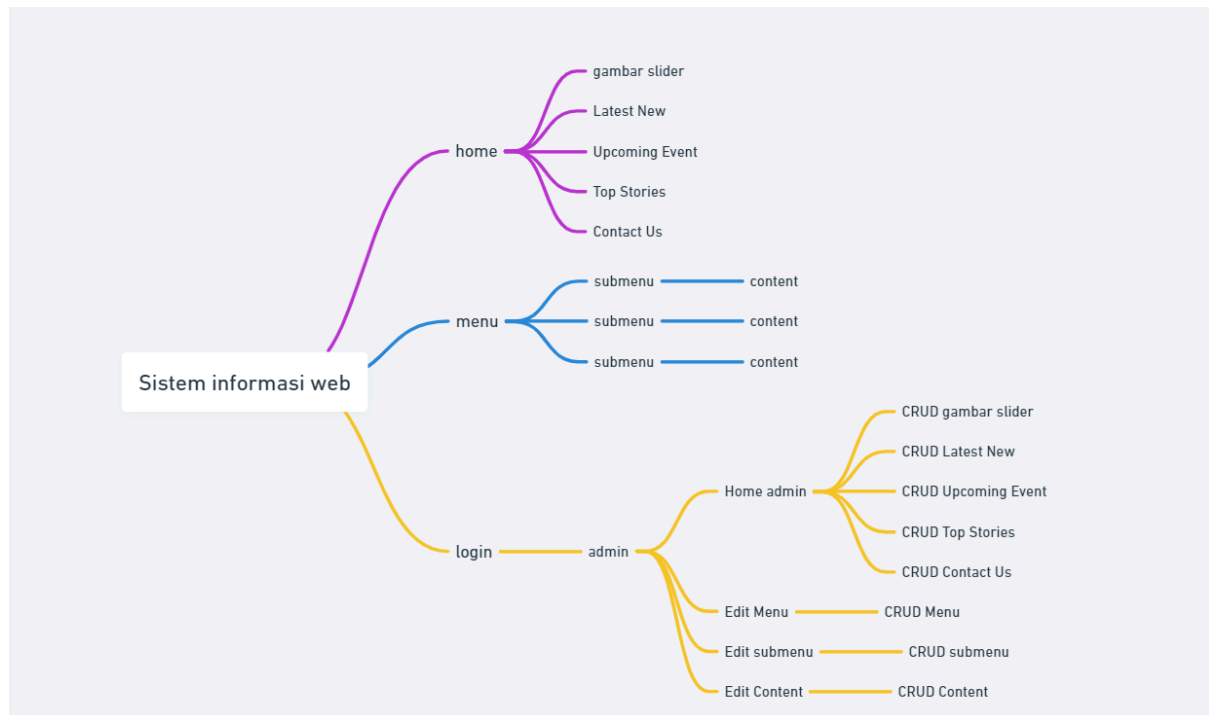 Sistem informasi web
home
gambar slider
Latest New
Upcoming Event
Top Stories
Contact Us
menu
submenu
content
submenu
content
submenu
content
login
admin
Home admin
CRUD gambar slider
CRUD Latest New
CRUD Upcoming Event
CRUD Top Stories
CRUD Contact Us
Edit Menu
CRUD Menu
Edit submenu
CRUD submenu
Edit Content
CRUD Content